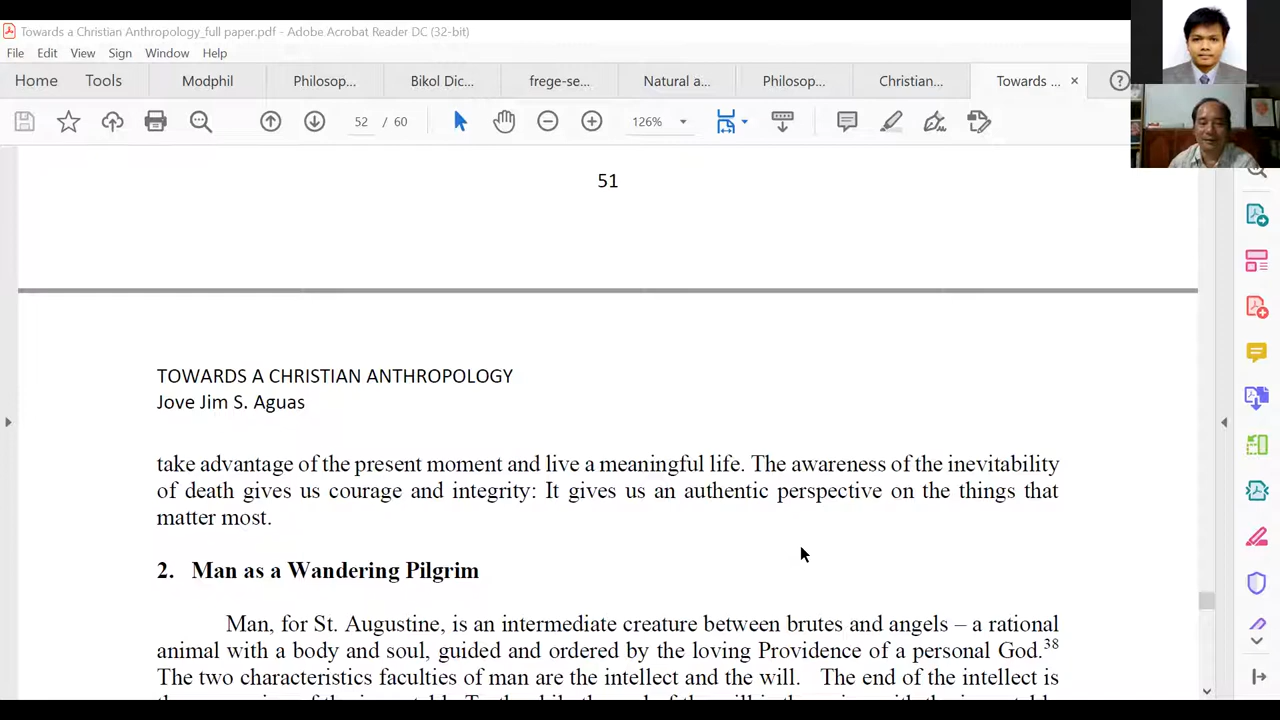 Towards a Christian Anthropology_full paper.pdf - Adobe Acrobat Reader DC (32-bit)
File Edit View Sign Window Help
Home Tools Modphil Philosop... Bikol Dic... frege-se... Natural a... Philosop... Christian... Towards ... ×
52 / 60 126%
51
TOWARDS A CHRISTIAN ANTHROPOLOGY
Jove Jim S. Aguas
take advantage of the present moment and live a meaningful life. The awareness of the inevitability
of death gives us courage and integrity: It gives us an authentic perspective on the things that
matter most.
2. Man as a Wandering Pilgrim
Man, for St. Augustine, is an intermediate creature between brutes and angels – a rational
animal with a body and soul, guided and ordered by the loving Providence of a personal God.³⁸
The two characteristics faculties of man are the intellect and the will. The end of the intellect is